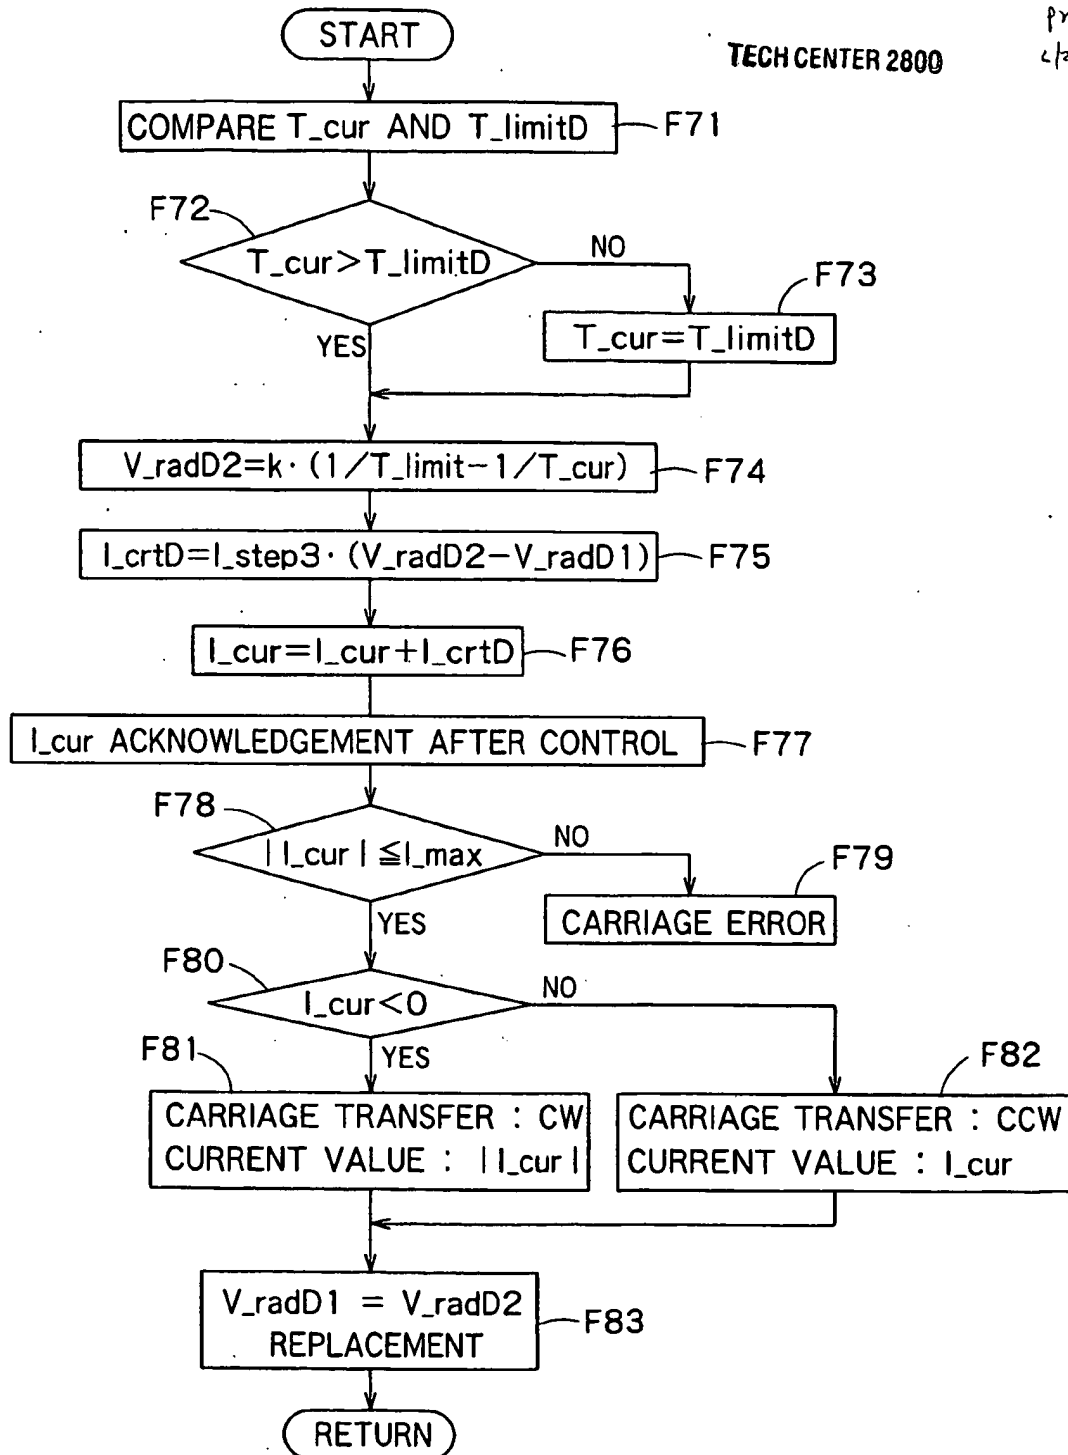 START
TECH CENTER 2800
COMPARE T_cur AND T_limitD
F71
F72
T_cur>T_limitD
NO
F73
T_cur=T_limitD
YES
V_radD2=k·(1/T_limit-1/T_cur)
F74
I_crtD=I_step3·(V_radD2-V_radD1)
F75
I_cur=I_cur+I_crtD
F76
I_cur ACKNOWLEDGEMENT AFTER CONTROL
F77
F78
|I_cur|≦I_max
NO
F79
CARRIAGE ERROR
YES
F80
I_cur<0
NO
F81
YES
F82
CARRIAGE TRANSFER : CW
CURRENT VALUE : |I_cur|
CARRIAGE TRANSFER : CCW
CURRENT VALUE : I_cur
V_radD1 = V_radD2
REPLACEMENT
F83
RETURN